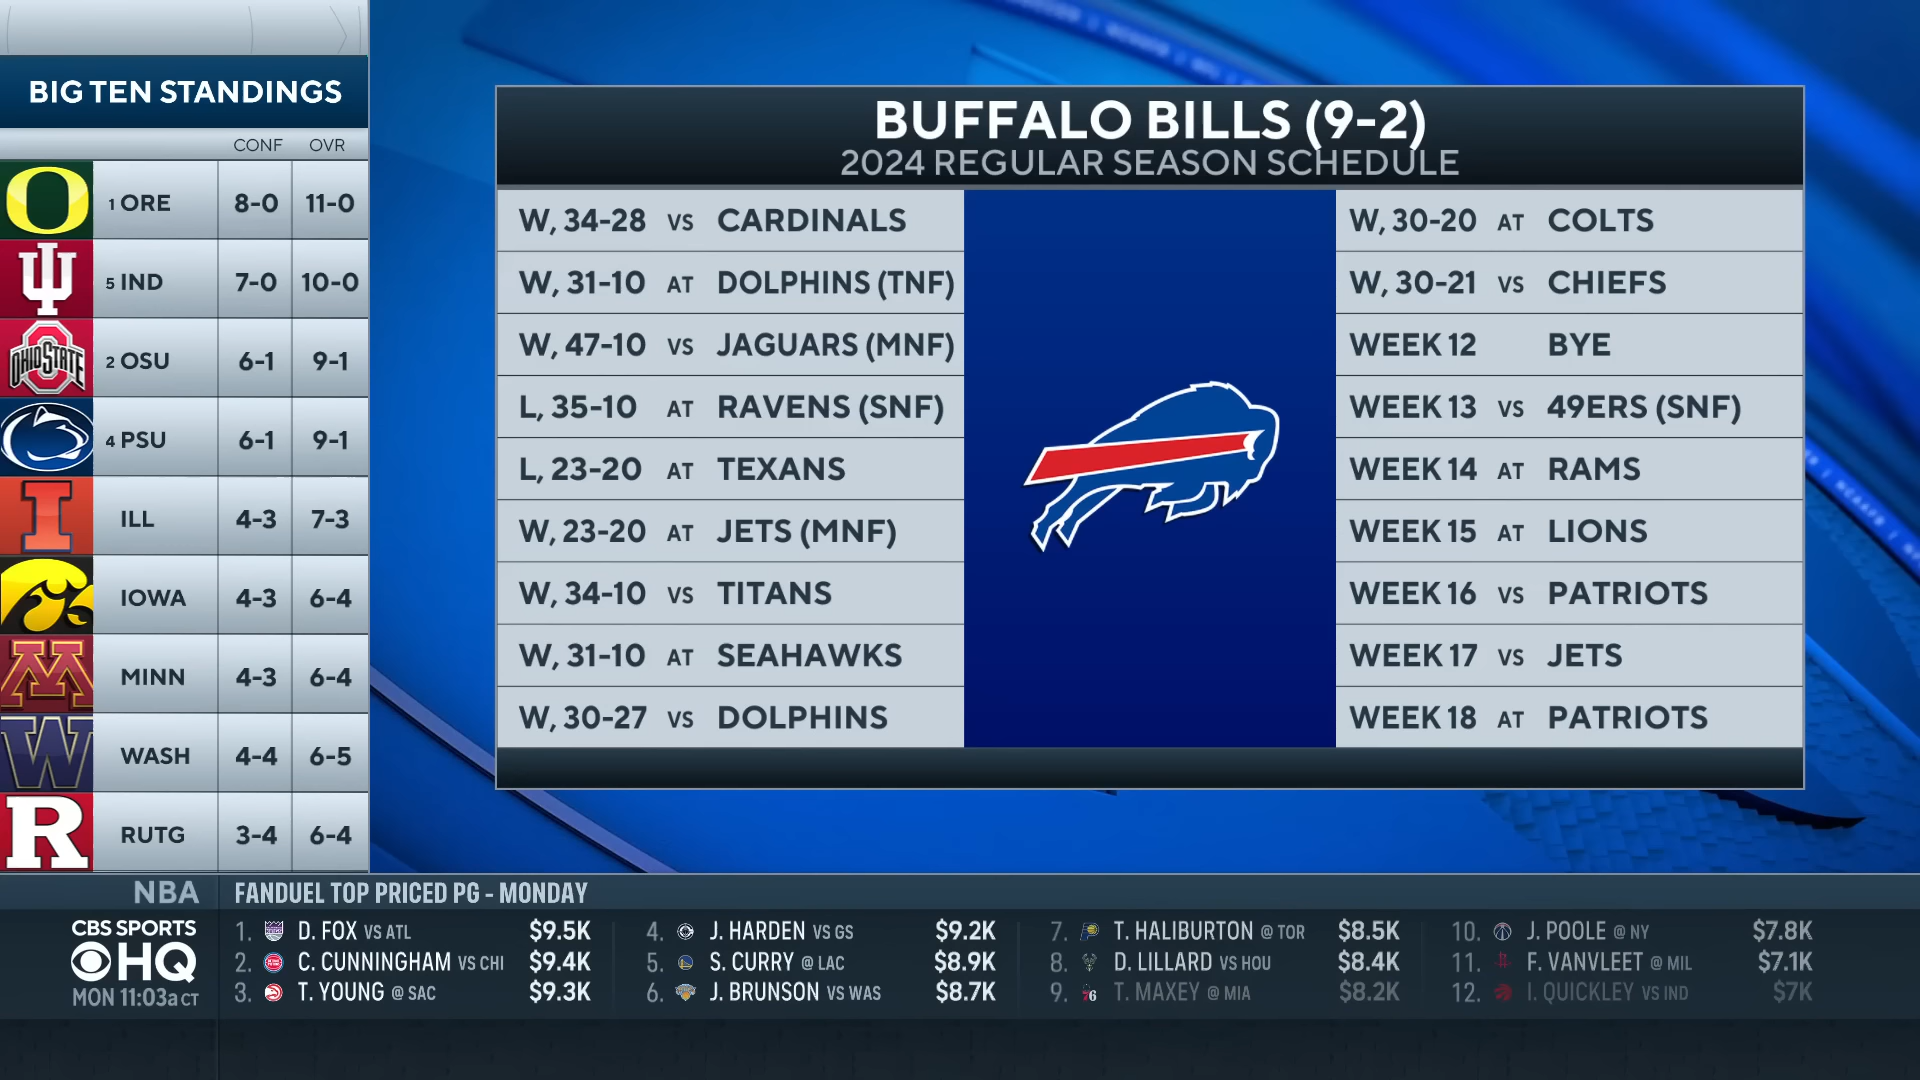 BIG TEN STANDINGS
CONF OVR
1 ORE 8-0 11-0
5 IND 7-0 10-0
OHIO STATE
2 OSU 6-1 9-1
4 PSU 6-1 9-1
ILL 4-3 7-3
IOWA 4-3 6-4
MINN 4-3 6-4
WASH 4-4 6-5
RUTG 3-4 6-4
BUFFALO BILLS (9-2)
2024 REGULAR SEASON SCHEDULE
W, 34-28 VS CARDINALS
W, 31-10 AT DOLPHINS (TNF)
W, 47-10 VS JAGUARS (MNF)
L, 35-10 AT RAVENS (SNF)
L, 23-20 AT TEXANS
W, 23-20 AT JETS (MNF)
W, 34-10 VS TITANS
W, 31-10 AT SEAHAWKS
W, 30-27 VS DOLPHINS
W, 30-20 AT COLTS
W, 30-21 VS CHIEFS
WEEK 12 BYE
WEEK 13 VS 49ERS (SNF)
WEEK 14 AT RAMS
WEEK 15 AT LIONS
WEEK 16 VS PATRIOTS
WEEK 17 VS JETS
WEEK 18 AT PATRIOTS
NBA
FANDUEL TOP PRICED PG - MONDAY
CBS SPORTS
HQ
MON 11:03a CT
1. D. FOX VS ATL $9.5K
2. C. CUNNINGHAM VS CHI $9.4K
3. T. YOUNG @ SAC $9.3K
4. J. HARDEN VS GS $9.2K
5. S. CURRY @ LAC $8.9K
6. J. BRUNSON VS WAS $8.7K
7. T. HALIBURTON @ TOR $8.5K
8. D. LILLARD VS HOU $8.4K
9. T. MAXEY @ MIA $8.2K
10. J. POOLE @ NY $7.8K
11. F. VANVLEET @ MIL $7.1K
12. I. QUICKLEY VS IND $7K